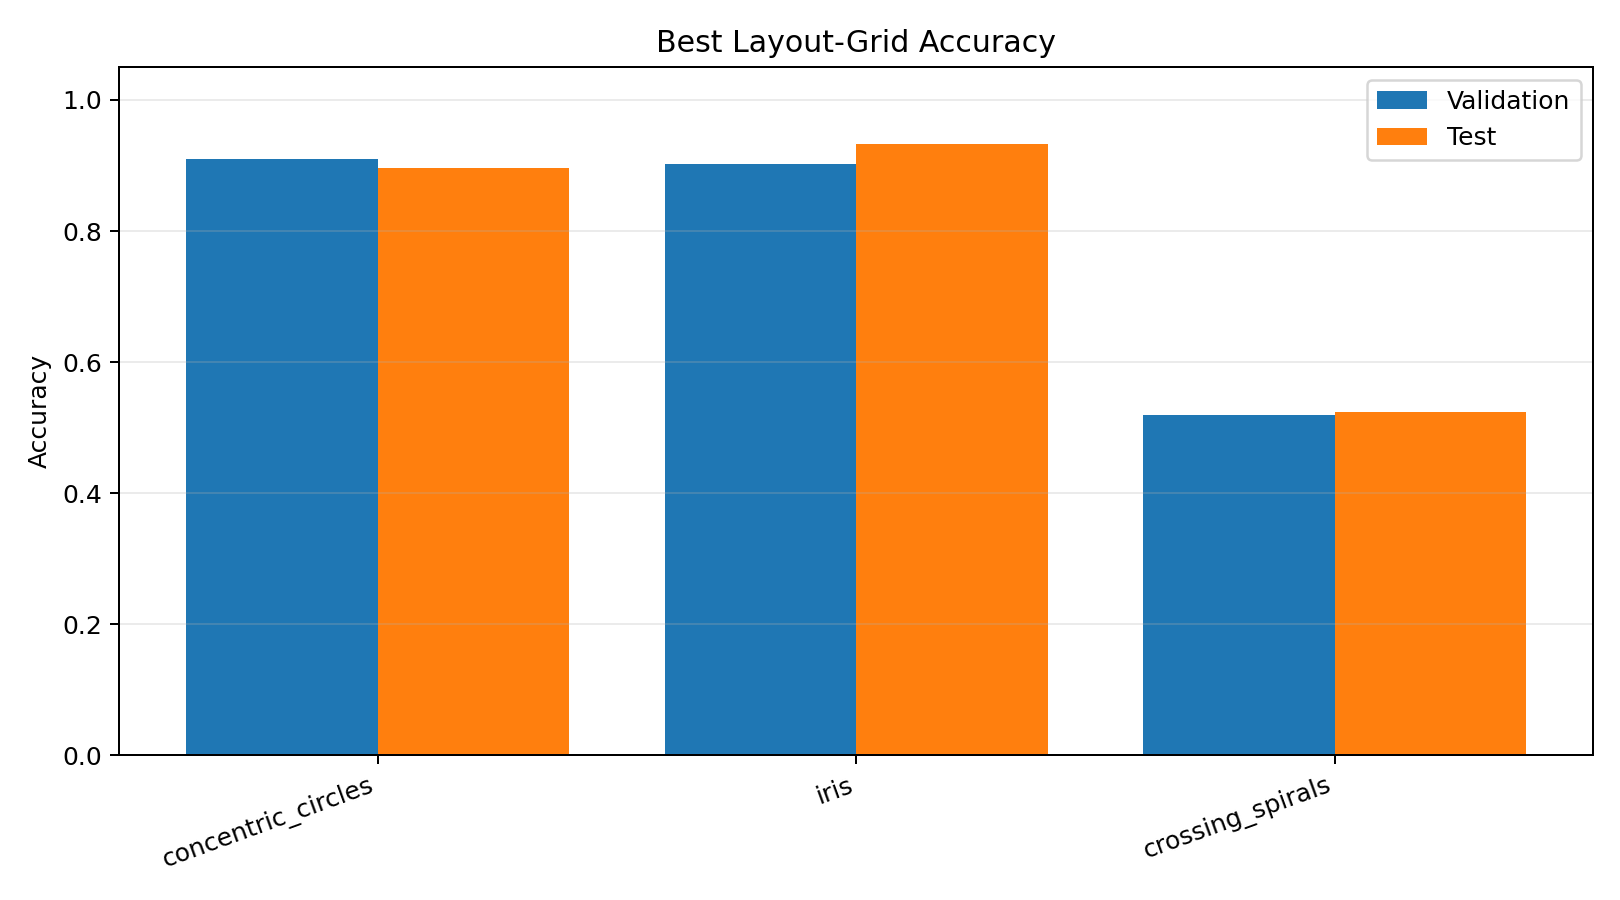 Best Layout-Grid Accuracy
Validation
Test
Accuracy
1.0
0.8
0.6
0.4
0.2
0.0
concentric_circles
iris
crossing_spirals